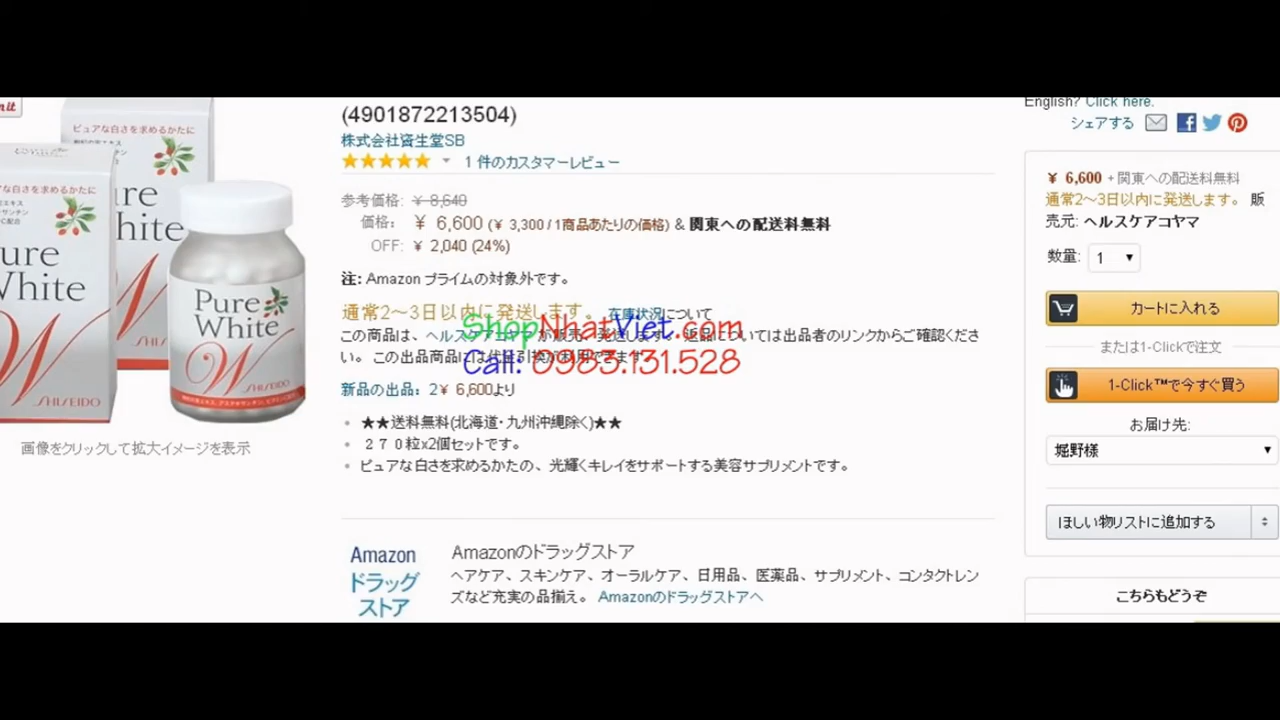 (4901872213504)
English? Click here.
シェアする
株式会社資生堂SB
1 件のカスタマーレビュー
参考価格: ¥ 8,640
価格: ¥ 6,600 (¥ 3,300 / 1商品あたりの価格) & 関東への配送料無料
OFF: ¥ 2,040 (24%)
注: Amazon プライムの対象外です。
通常2～3日以内に発送します。 在庫状況について
ShopNhatViet.com
この商品は、ヘルスケアコヤマ が販売、発送します。 返品については出品者のリンクからご確認くださ
い。 この出品商品には代金引換が利用できます。
Call: 0983.131.528
新品の出品: 2¥ 6,600より
★★送料無料(北海道・九州沖縄除く)★★
２７０粒x2個セットです。
ピュアな白さを求めるかたの、光輝くキレイをサポートする美容サプリメントです。
Amazon
ドラッグ
ストア
Amazonのドラッグストア
ヘアケア、スキンケア、オーラルケア、日用品、医薬品、サプリメント、コンタクトレン
ズなど充実の品揃え。 Amazonのドラッグストアへ
¥ 6,600 + 関東への配送料無料
通常2～3日以内に発送します。 販
売元: ヘルスケアコヤマ
数量: 1
カートに入れる
または1-Clickで注文
1-Click™で今すぐ買う
お届け先:
堀野様
ほしい物リストに追加する
こちらもどうぞ
ピュアな白さを求めるかたに
Pure
White
W
SHISEIDO
画像をクリックして拡大イメージを表示